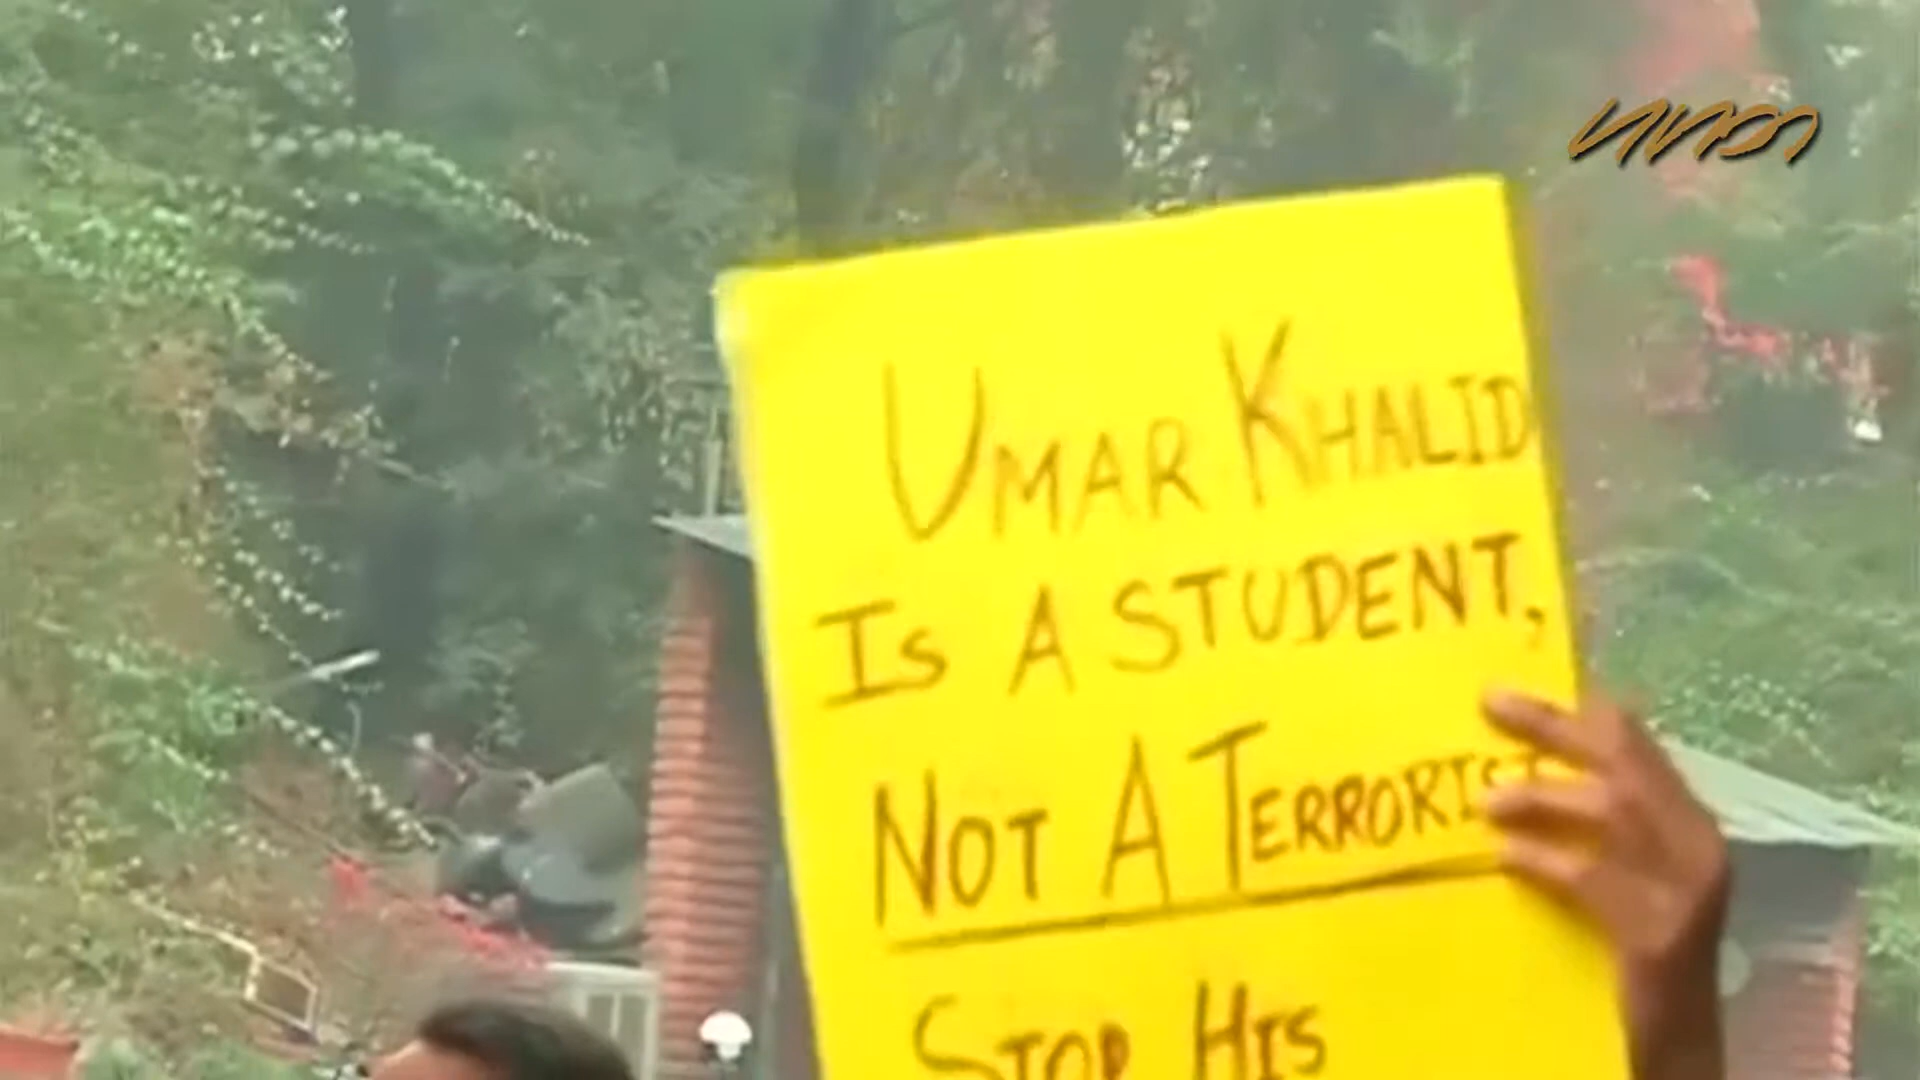 UMAR KHALID
IS A STUDENT,
NOT A TERRORIST
STOP HIS